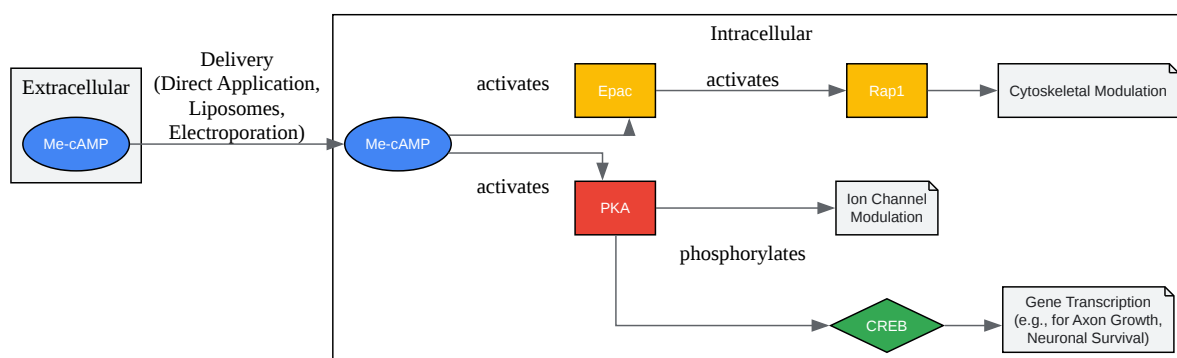 Extracellular
Me-cAMP
Delivery
(Direct Application,
Liposomes,
Electroporation)
Intracellular
Me-cAMP
activates
Epac
activates
Rap1
Cytoskeletal Modulation
activates
PKA
Ion Channel
Modulation
phosphorylates
CREB
Gene Transcription
(e.g., for Axon Growth,
Neuronal Survival)